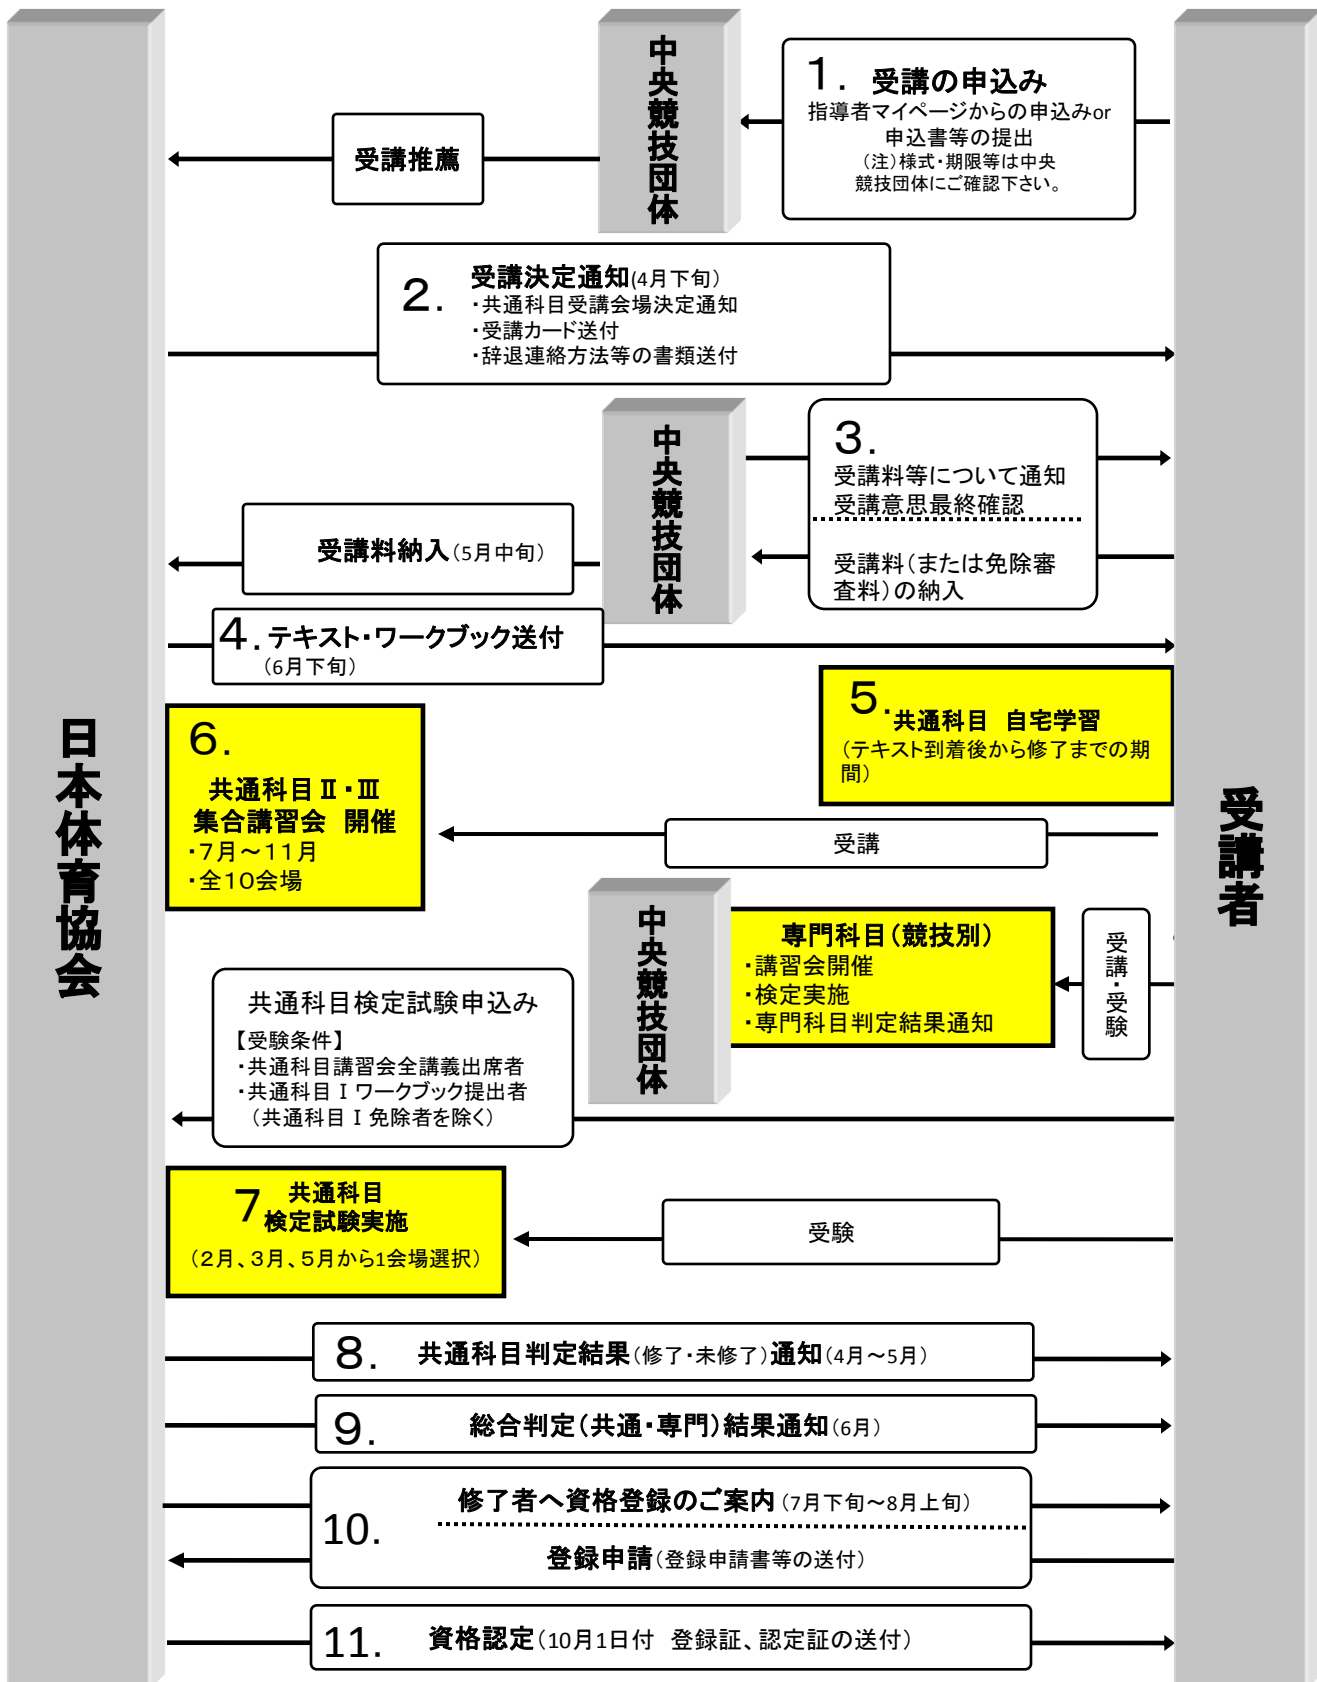 日本体育協会
受講者
中央競技団体
1. 受講の申込み
指導者マイページからの申込みor
申込書等の提出
（注）様式・期限等は中央
競技団体にご確認下さい。
受講推薦
2. 受講決定通知(4月下旬)
・共通科目受講会場決定通知
・受講カード送付
・辞退連絡方法等の書類送付
中央競技団体
3.
受講料等について通知
受講意思最終確認
受講料（または免除審
査料）の納入
受講料納入（5月中旬）
4. テキスト・ワークブック送付
（6月下旬）
5. 共通科目　自宅学習
（テキスト到着後から修了までの期
間）
6.
共通科目Ⅱ・Ⅲ
集合講習会　開催
・7月～11月
・全10会場
受講
中央競技団体
専門科目（競技別）
・講習会開催
・検定実施
・専門科目判定結果通知
受講・受験
共通科目検定試験申込み
【受験条件】
・共通科目講習会全講義出席者
・共通科目Ⅰワークブック提出者
（共通科目Ⅰ免除者を除く）
7 共通科目
検定試験実施
（2月、3月、5月から1会場選択）
受験
8. 共通科目判定結果（修了・未修了）通知（4月～5月）
9. 総合判定（共通・専門）結果通知（6月）
10.
修了者へ資格登録のご案内（7月下旬～8月上旬）
登録申請（登録申請書等の送付）
11. 資格認定（10月1日付　登録証、認定証の送付）